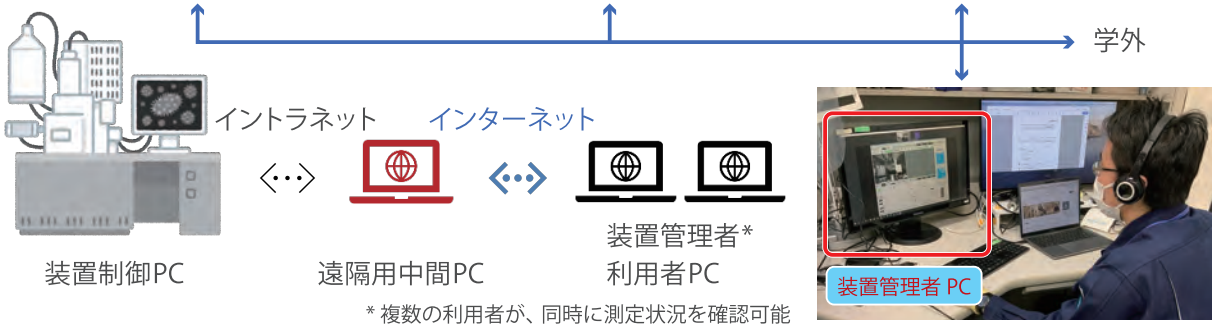 学外
イントラネット
インターネット
装置管理者*
装置制御PC
遠隔用中間PC
利用者PC
装置管理者 PC
* 複数の利用者が、同時に測定状況を確認可能